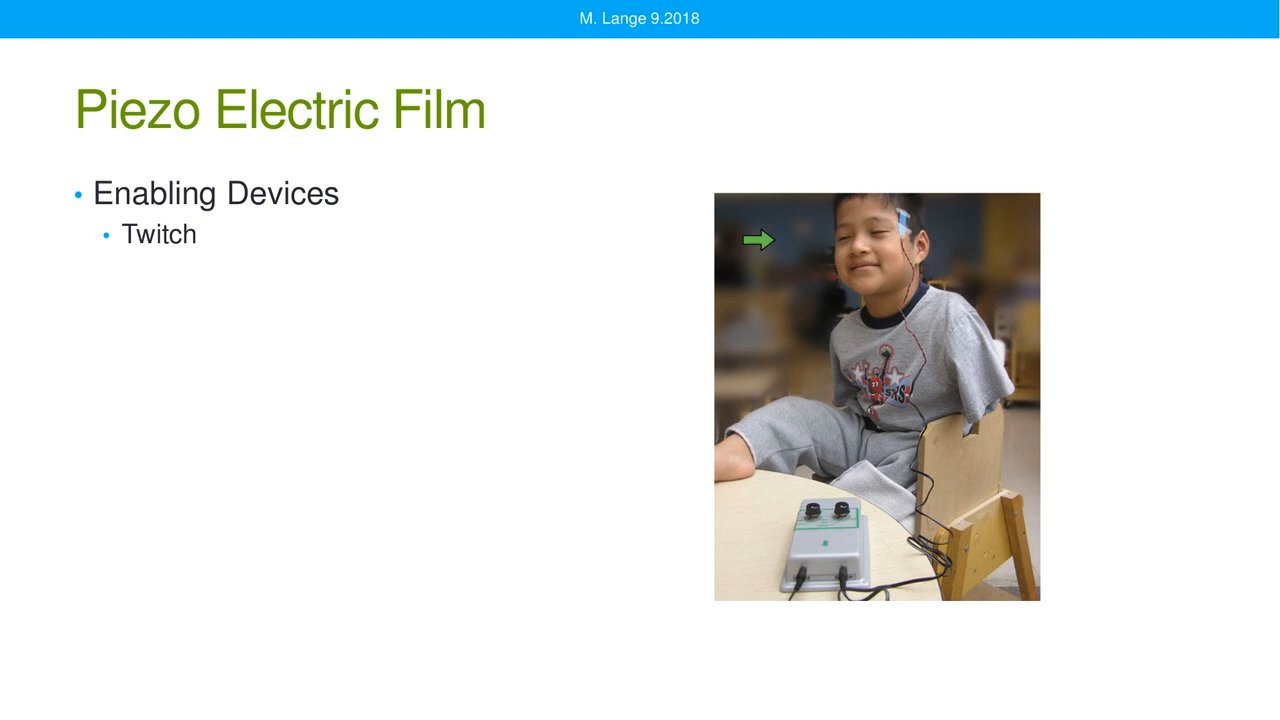 M. Lange 9.2018
Piezo Electric Film
• Enabling Devices
• Twitch